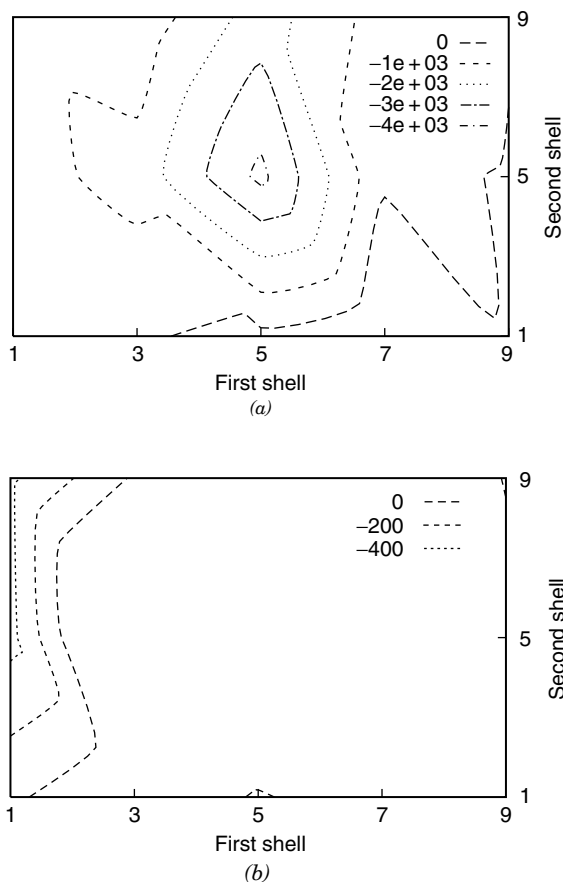 9
0
−1e + 03
−2e + 03
−3e + 03
−4e + 03
5
Second shell
1
1 3 5 7 9
First shell
(a)
9
0
−200
−400
5
Second shell
1
1 3 5 7 9
First shell
(b)